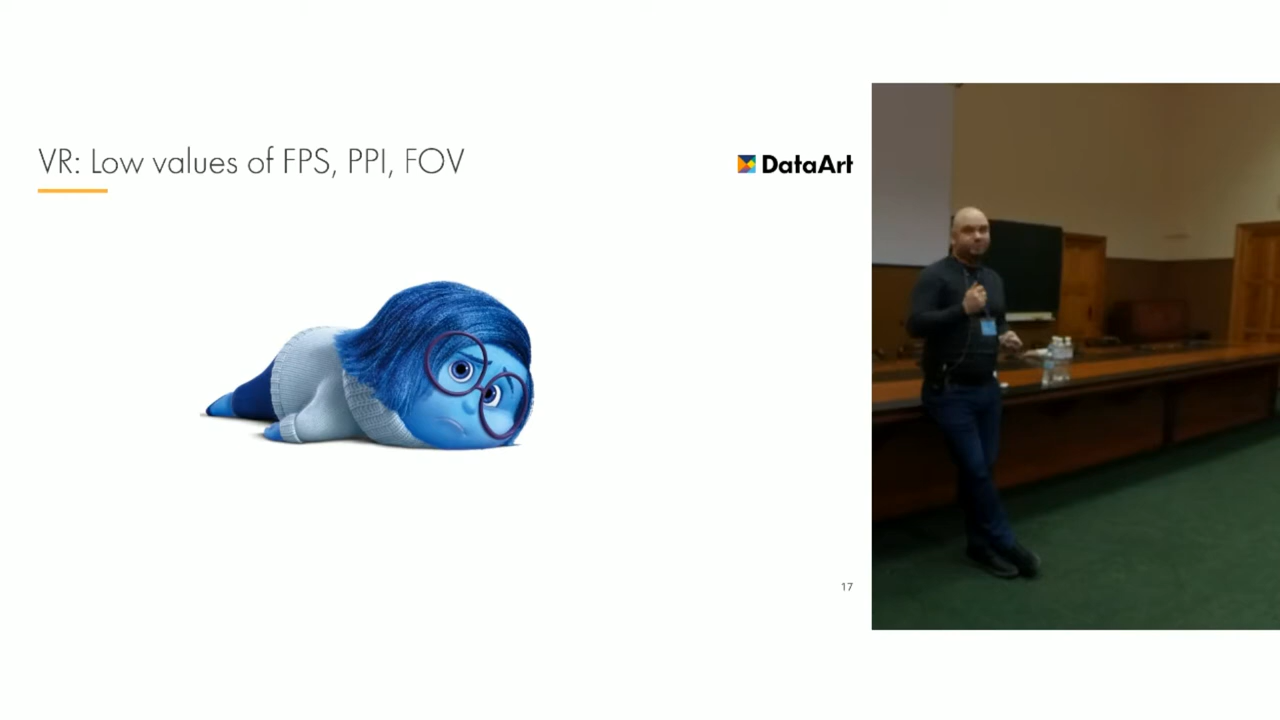 VR: Low values of FPS, PPI, FOV
DataArt
17